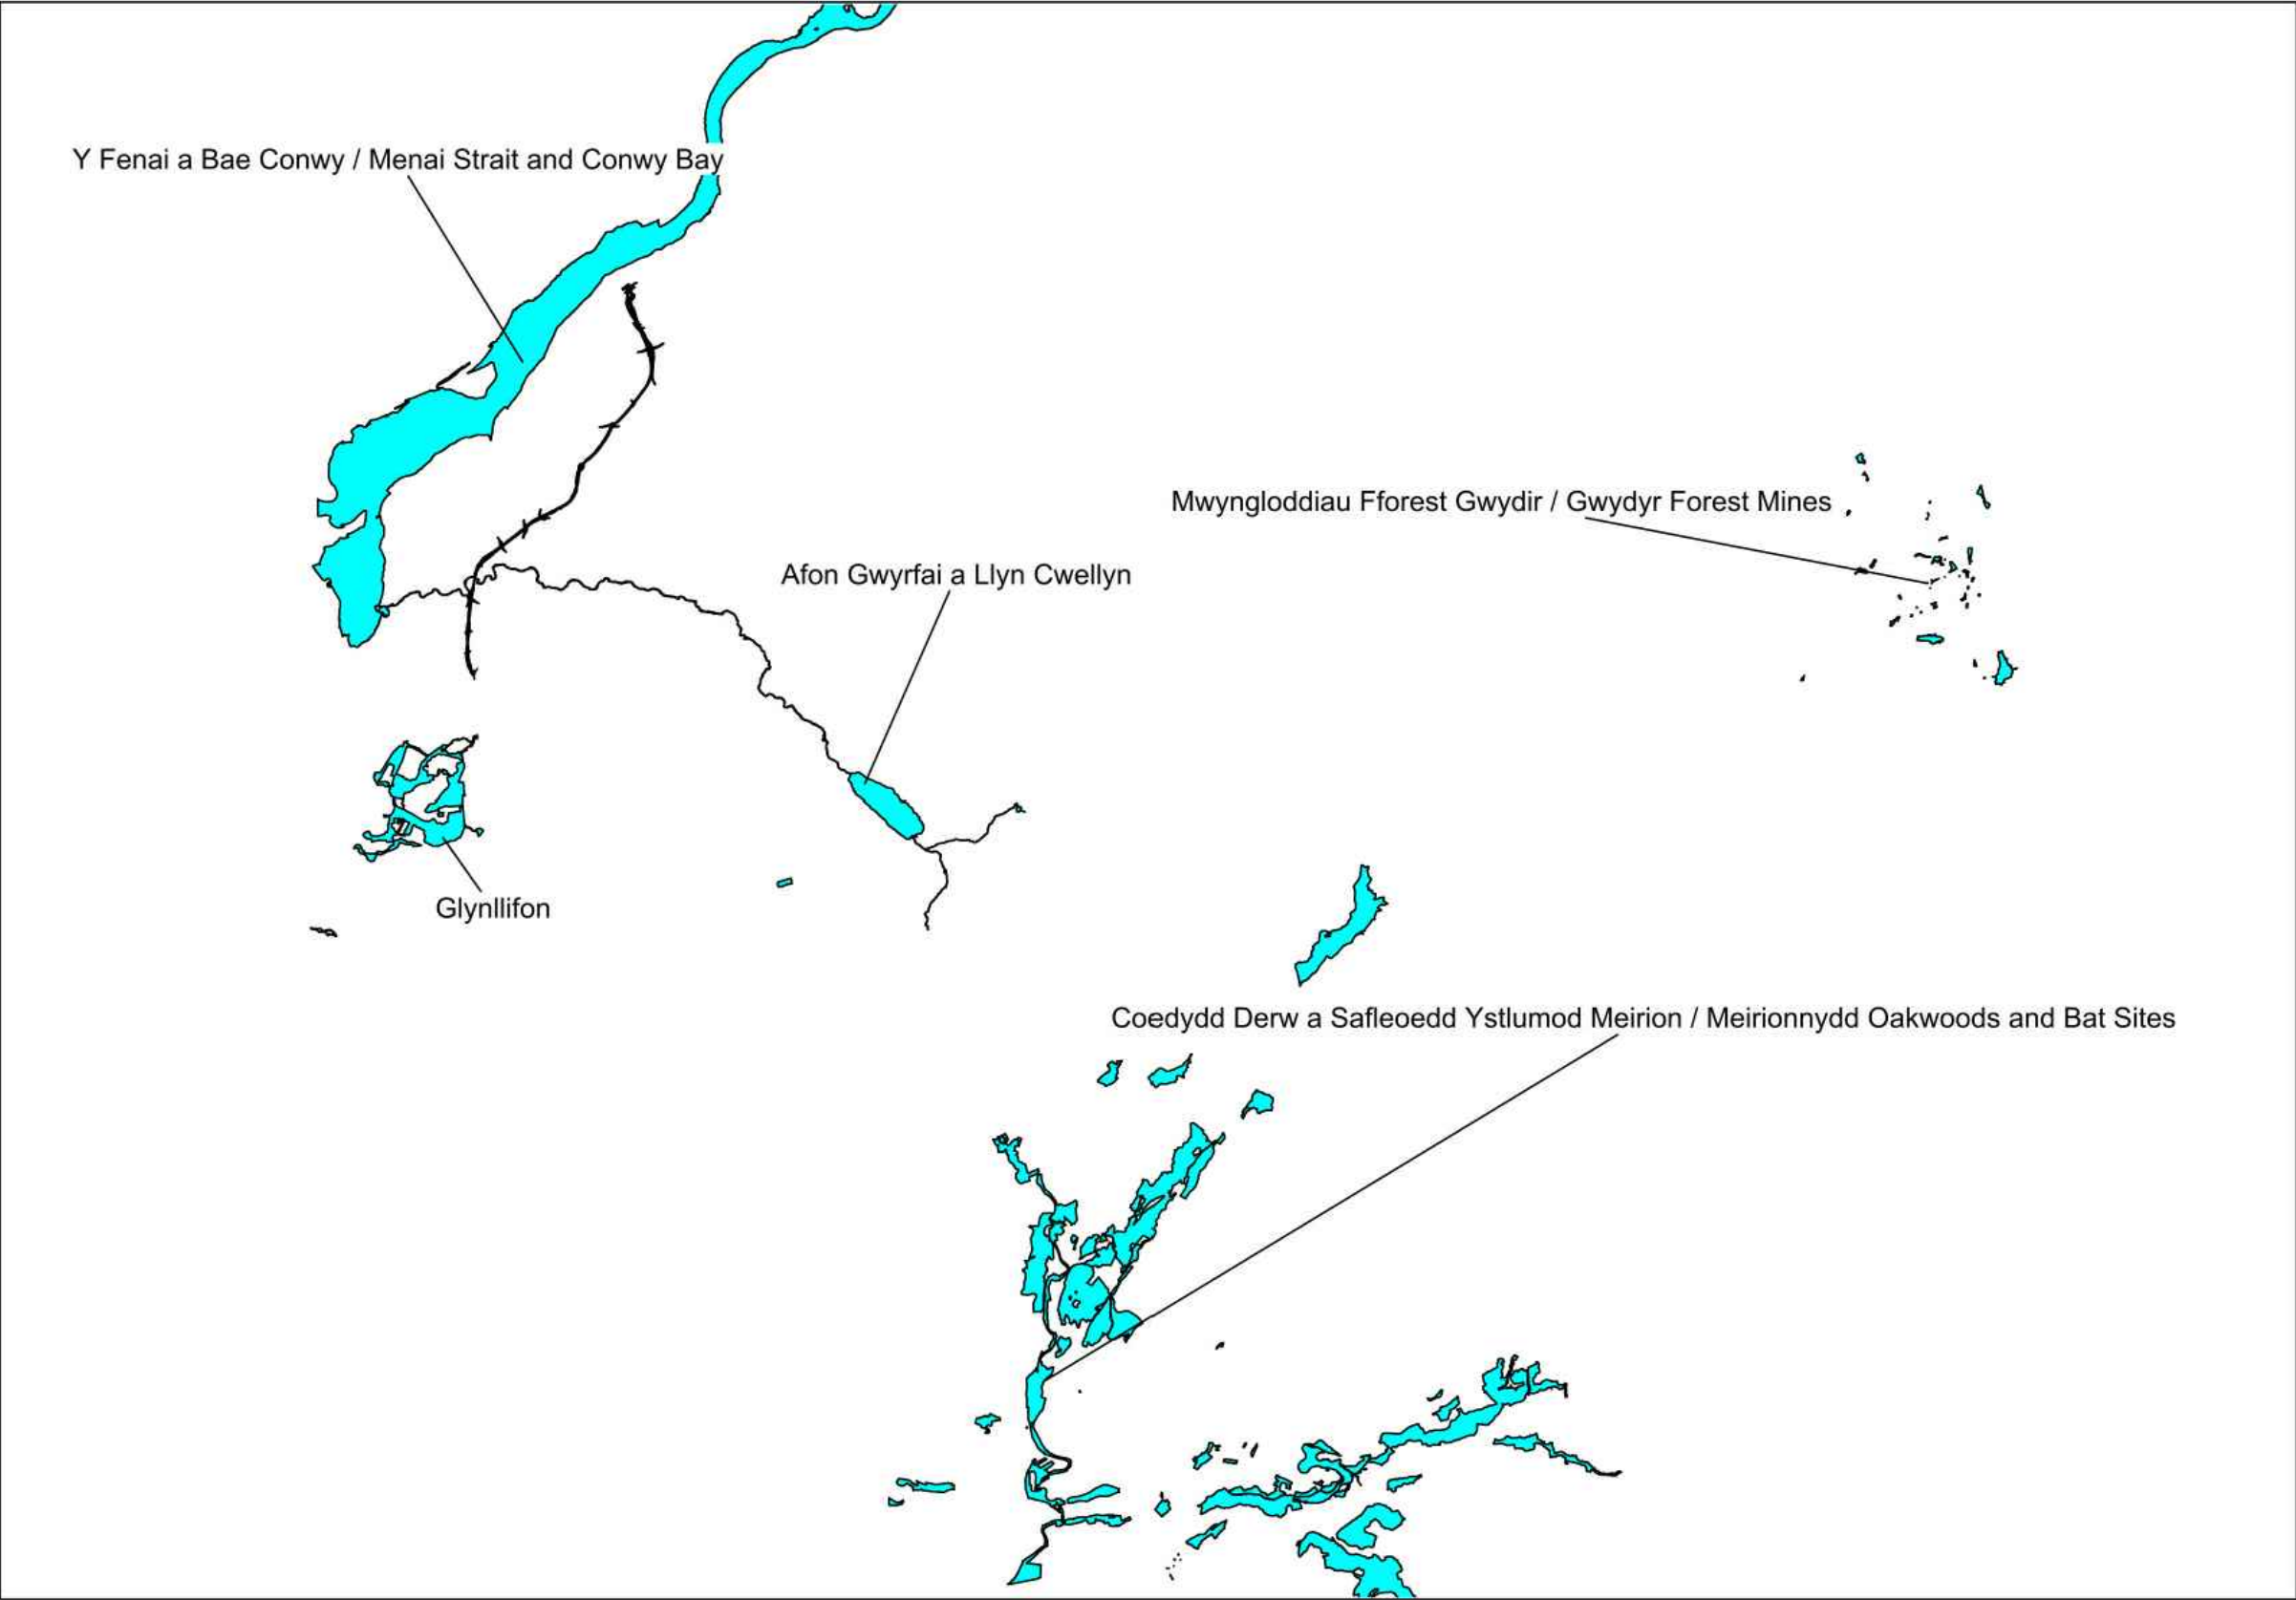 Y Fenai a Bae Conwy / Menai Strait and Conwy Bay
Mwyngloddiau Fforest Gwydir / Gwydyr Forest Mines
Afon Gwyrfai a Llyn Cwellyn
Glynllifon
Coedydd Derw a Safleoedd Ystlumod Meirion / Meirionnydd Oakwoods and Bat Sites